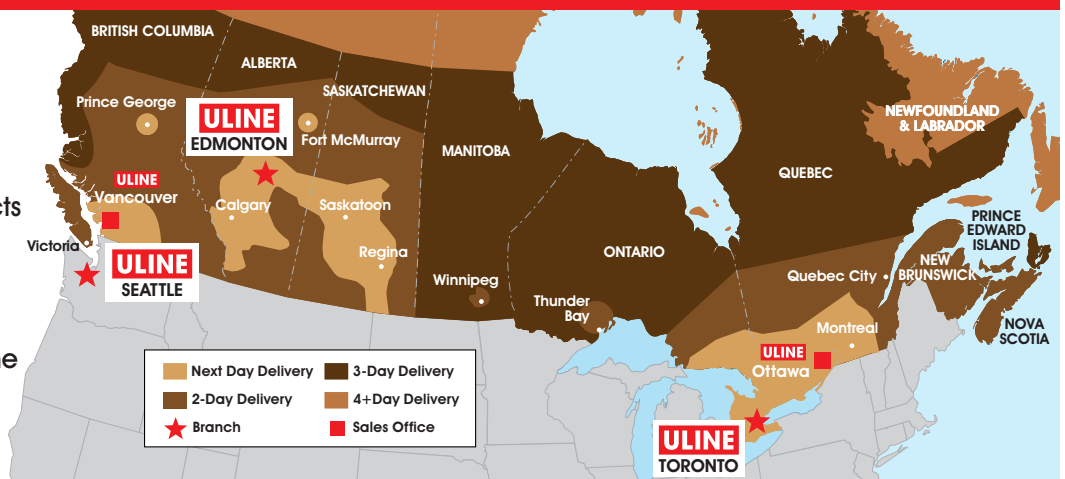 BRITISH COLUMBIA
ALBERTA
SASKATCHEWAN
MANITOBA
ONTARIO
QUEBEC
NEWFOUNDLAND
& LABRADOR
PRINCE
EDWARD
ISLAND
NEW
BRUNSWICK
NOVA
SCOTIA
Prince George
ULINE
EDMONTON
Fort McMurray
ULINE
Vancouver
Calgary
Saskatoon
Victoria
Regina
ULINE
SEATTLE
Winnipeg
Thunder
Bay
Quebec City
Montreal
ULINE
Ottawa
ULINE
TORONTO
Next Day Delivery
3-Day Delivery
2-Day Delivery
4+Day Delivery
Branch
Sales Office